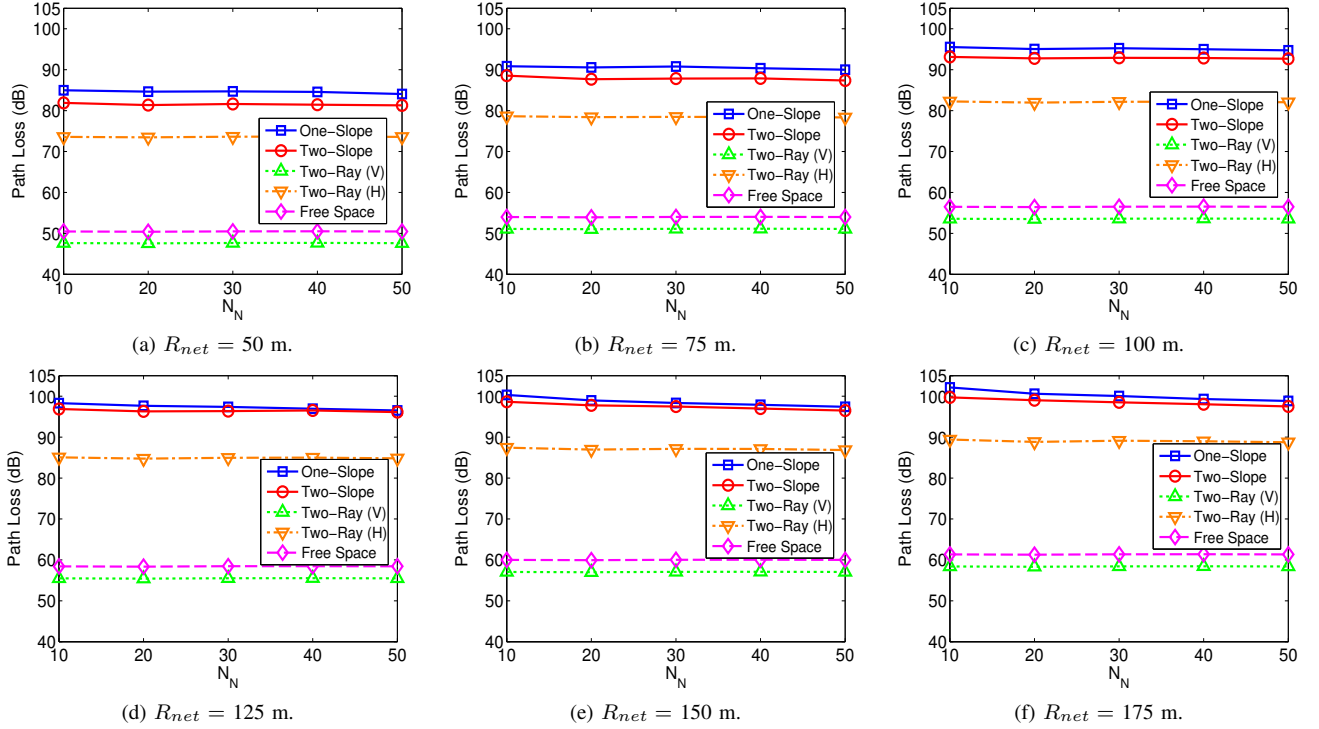 105
100
90
80
70
60
50
40
Path Loss (dB)
10 20 30 40 50
N_N
One-Slope
Two-Slope
Two-Ray (V)
Two-Ray (H)
Free Space
(a) R_net = 50 m.
105
100
90
80
70
60
50
40
Path Loss (dB)
10 20 30 40 50
N_N
One-Slope
Two-Slope
Two-Ray (V)
Two-Ray (H)
Free Space
(b) R_net = 75 m.
105
100
90
80
70
60
50
40
Path Loss (dB)
10 20 30 40 50
N_N
One-Slope
Two-Slope
Two-Ray (V)
Two-Ray (H)
Free Space
(c) R_net = 100 m.
105
100
90
80
70
60
50
40
Path Loss (dB)
10 20 30 40 50
N_N
One-Slope
Two-Slope
Two-Ray (V)
Two-Ray (H)
Free Space
(d) R_net = 125 m.
105
100
90
80
70
60
50
40
Path Loss (dB)
10 20 30 40 50
N_N
One-Slope
Two-Slope
Two-Ray (V)
Two-Ray (H)
Free Space
(e) R_net = 150 m.
105
100
90
80
70
60
50
40
Path Loss (dB)
10 20 30 40 50
N_N
One-Slope
Two-Slope
Two-Ray (V)
Two-Ray (H)
Free Space
(f) R_net = 175 m.